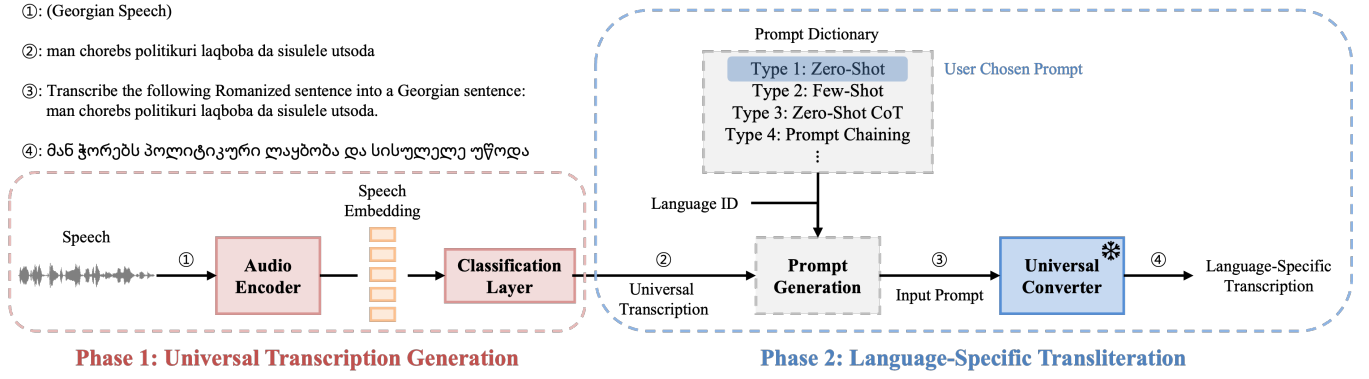 ①: (Georgian Speech)
②: man chorebs politikuri laqboba da sisulele utsoda
③: Transcribe the following Romanized sentence into a Georgian sentence:
man chorebs politikuri laqboba da sisulele utsoda.
④: მან ჭორებს პოლიტიკური ლაყბობა და სისულელე უწოდა
Prompt Dictionary
Type 1: Zero-Shot
User Chosen Prompt
Type 2: Few-Shot
Type 3: Zero-Shot CoT
Type 4: Prompt Chaining
⋮
Language ID
Speech
Embedding
Speech
①
Audio
Encoder
Classification
Layer
②
Universal
Transcription
Prompt
Generation
③
Input Prompt
Universal
Converter
④
Language-Specific
Transcription
Phase 1: Universal Transcription Generation
Phase 2: Language-Specific Transliteration